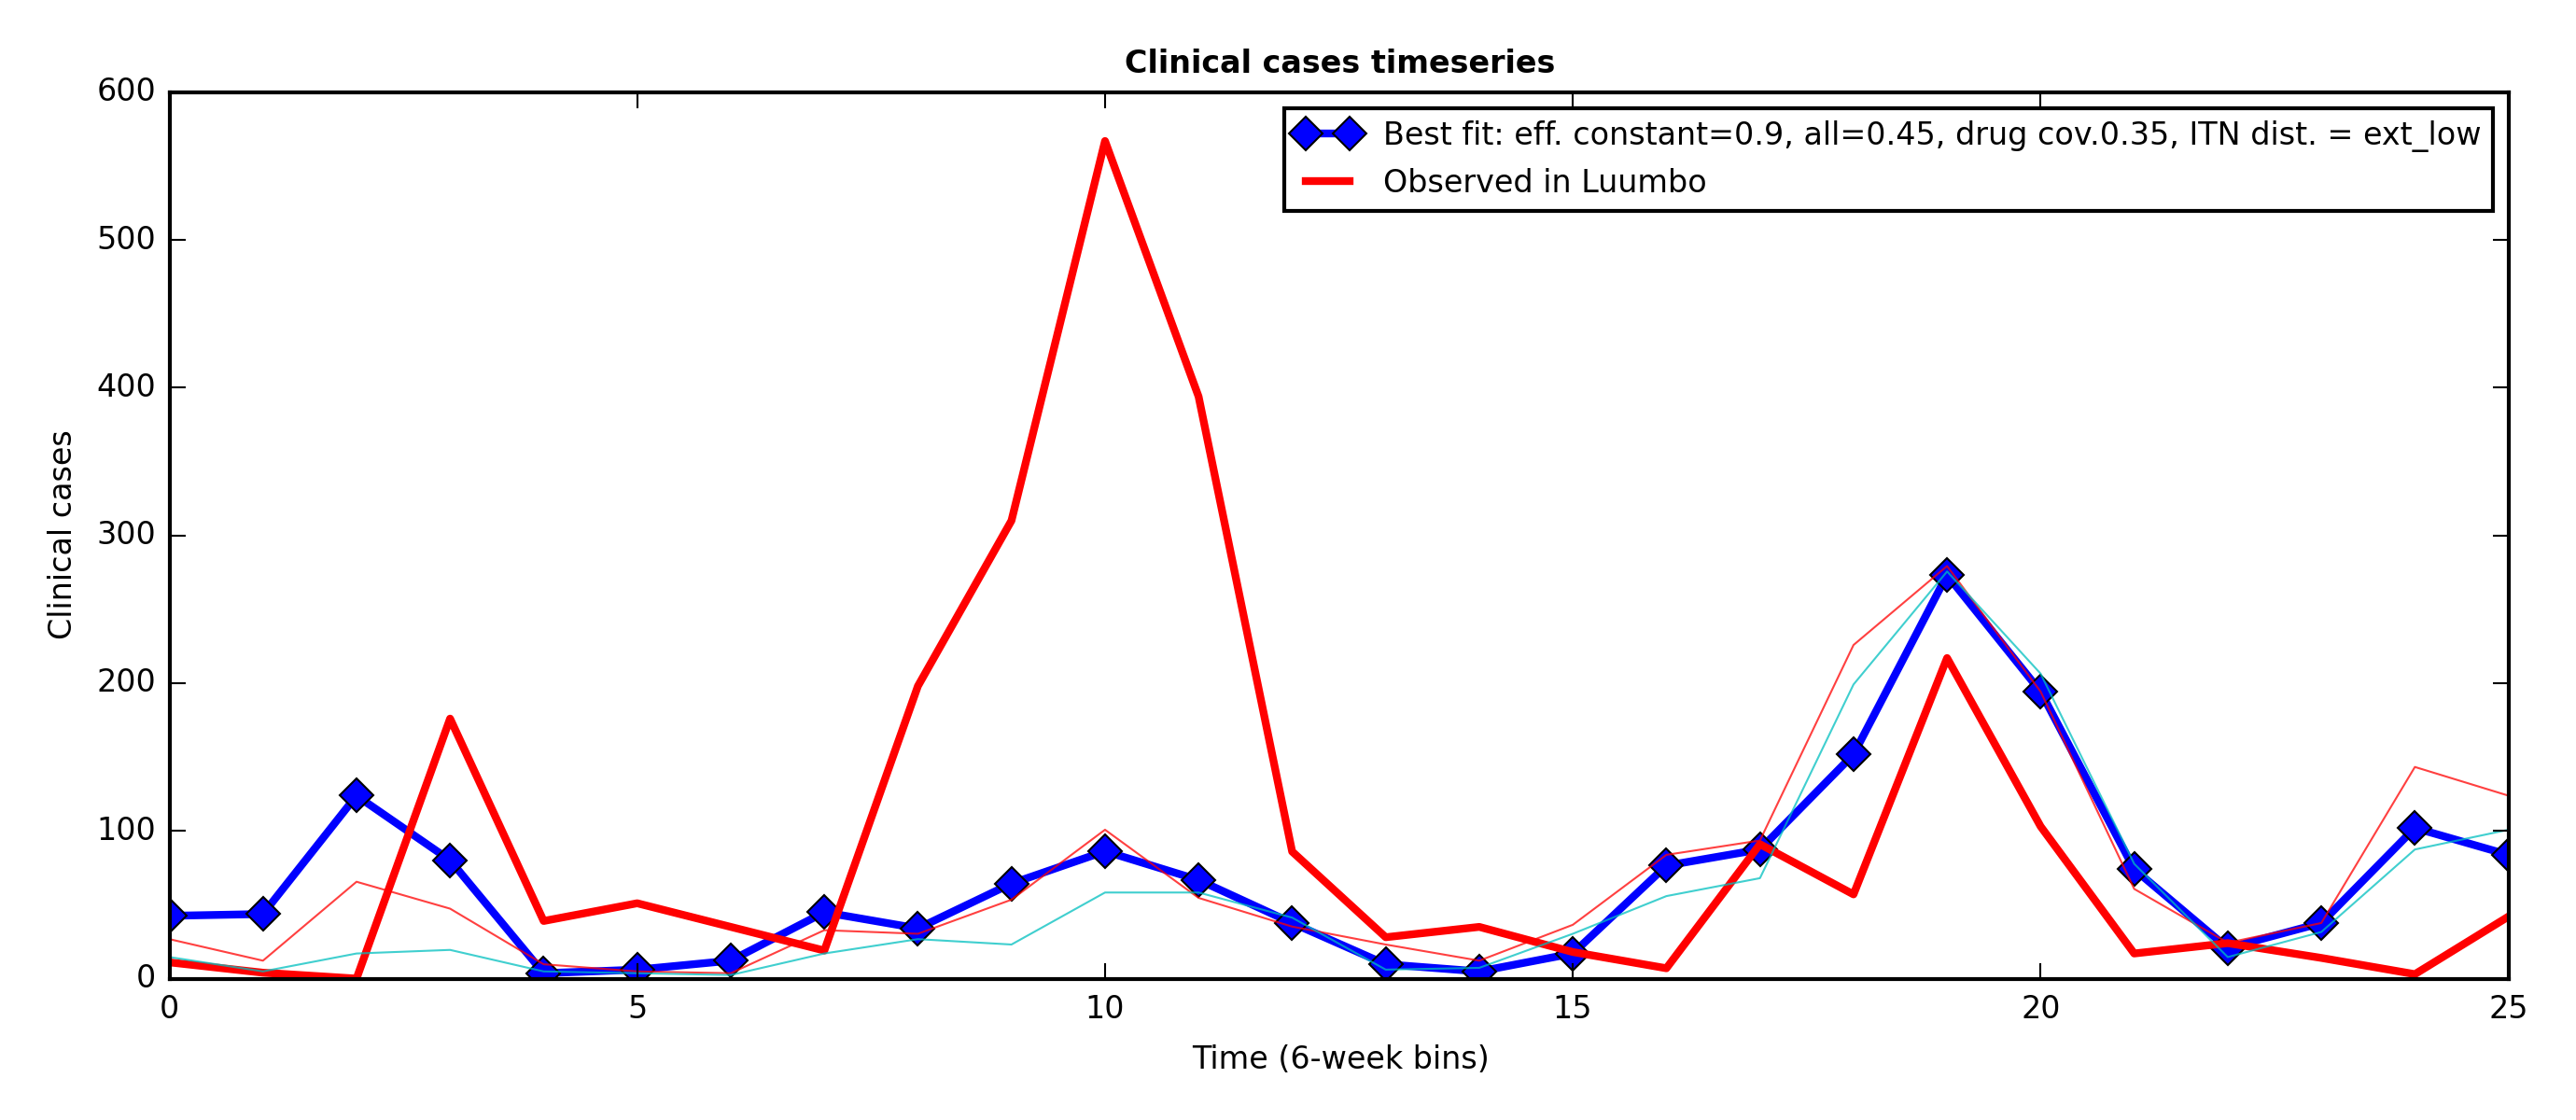 Clinical cases timeseries
600
500
400
300
200
100
0
Clinical cases
Best fit: eff. constant=0.9, all=0.45, drug cov.0.35, ITN dist. = ext_low
Observed in Luumbo
0 5 10 15 20 25
Time (6-week bins)